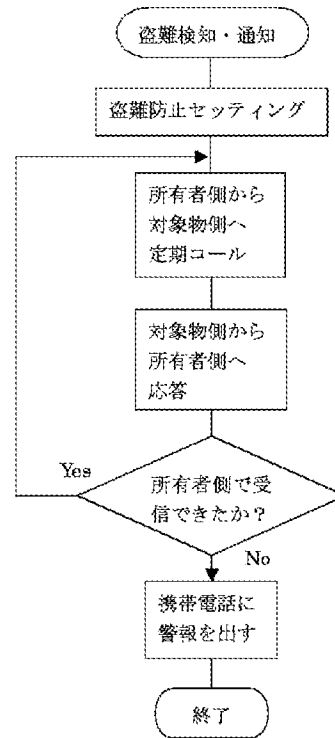 盗難検知・通知
盗難防止セッティング
所有者側から
対象物側へ
定期コール
対象物側から
所有者側へ
応答
Yes
所有者側で受
信できたか？
No
携帯電話に
警報を出す
終了